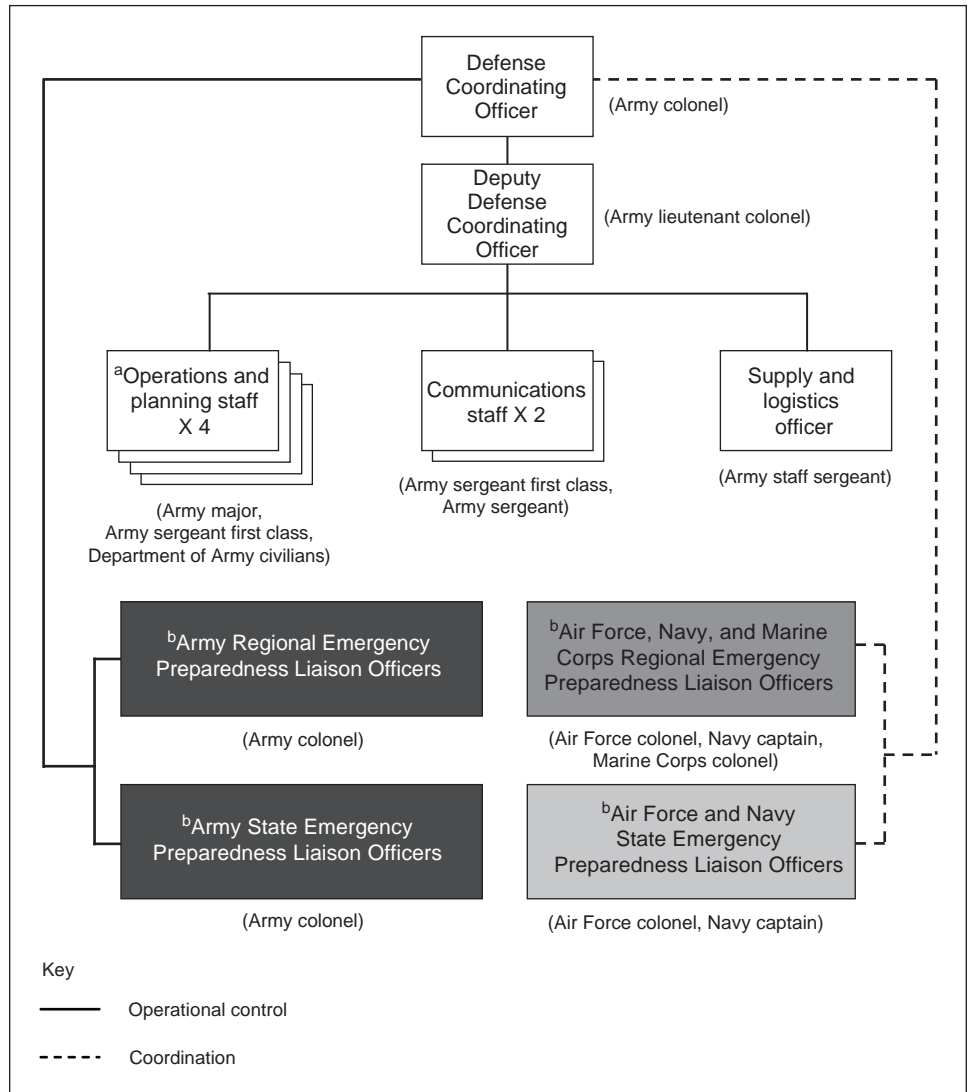 Defense
Coordinating
Officer
(Army colonel)
Deputy
Defense
Coordinating
Officer
(Army lieutenant colonel)
aOperations and
planning staff
X 4
(Army major,
Army sergeant first class,
Department of Army civilians)
Communications
staff X 2
(Army sergeant first class,
Army sergeant)
Supply and
logistics
officer
(Army staff sergeant)
bArmy Regional Emergency
Preparedness Liaison Officers
(Army colonel)
bAir Force, Navy, and Marine
Corps Regional Emergency
Preparedness Liaison Officers
(Air Force colonel, Navy captain,
Marine Corps colonel)
bArmy State Emergency
Preparedness Liaison Officers
(Army colonel)
bAir Force and Navy
State Emergency
Preparedness Liaison Officers
(Air Force colonel, Navy captain)
Key
Operational control
Coordination